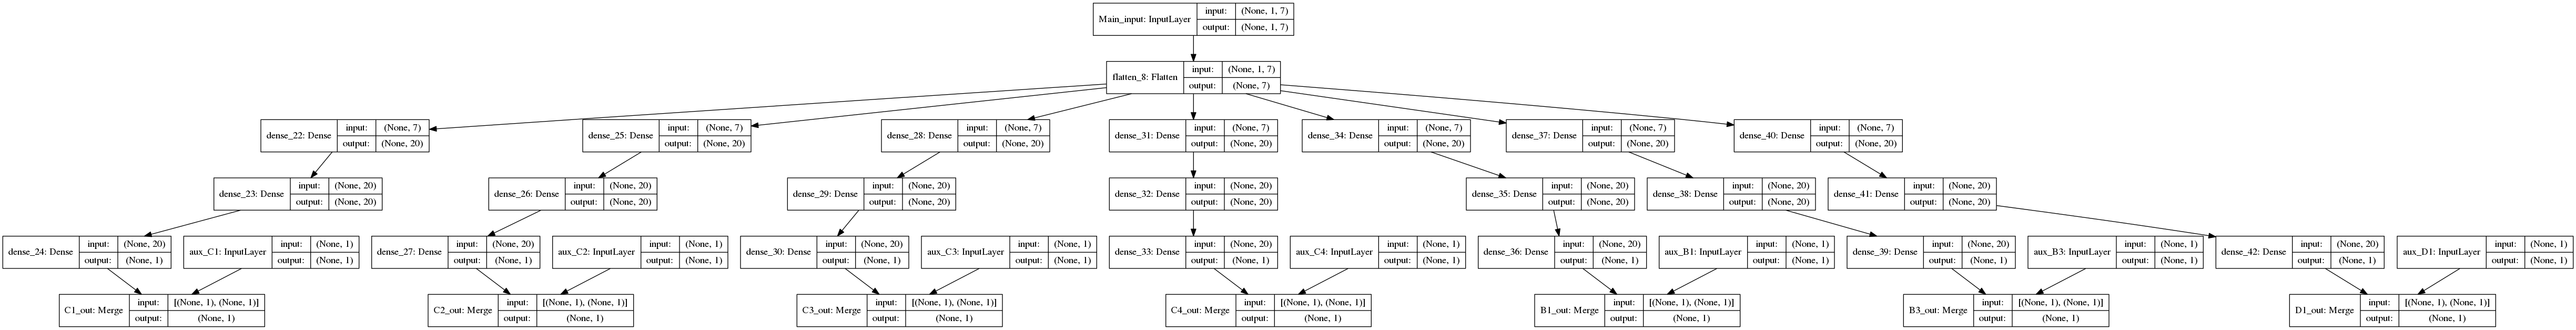 Main_input: InputLayer input: (None, 1, 7)
output: (None, 1, 7)
flatten_8: Flatten input: (None, 1, 7)
output: (None, 7)
dense_22: Dense input: (None, 7)
output: (None, 20)
dense_25: Dense input: (None, 7)
output: (None, 20)
dense_28: Dense input: (None, 7)
output: (None, 20)
dense_31: Dense input: (None, 7)
output: (None, 20)
dense_34: Dense input: (None, 7)
output: (None, 20)
dense_37: Dense input: (None, 7)
output: (None, 20)
dense_40: Dense input: (None, 7)
output: (None, 20)
dense_23: Dense input: (None, 20)
output: (None, 20)
dense_26: Dense input: (None, 20)
output: (None, 20)
dense_29: Dense input: (None, 20)
output: (None, 20)
dense_32: Dense input: (None, 20)
output: (None, 20)
dense_35: Dense input: (None, 20)
output: (None, 20)
dense_38: Dense input: (None, 20)
output: (None, 20)
dense_41: Dense input: (None, 20)
output: (None, 20)
dense_24: Dense input: (None, 20)
output: (None, 1)
aux_C1: InputLayer input: (None, 1)
output: (None, 1)
dense_27: Dense input: (None, 20)
output: (None, 1)
aux_C2: InputLayer input: (None, 1)
output: (None, 1)
dense_30: Dense input: (None, 20)
output: (None, 1)
aux_C3: InputLayer input: (None, 1)
output: (None, 1)
dense_33: Dense input: (None, 20)
output: (None, 1)
aux_C4: InputLayer input: (None, 1)
output: (None, 1)
dense_36: Dense input: (None, 20)
output: (None, 1)
aux_B1: InputLayer input: (None, 1)
output: (None, 1)
dense_39: Dense input: (None, 20)
output: (None, 1)
aux_B3: InputLayer input: (None, 1)
output: (None, 1)
dense_42: Dense input: (None, 20)
output: (None, 1)
aux_D1: InputLayer input: (None, 1)
output: (None, 1)
C1_out: Merge input: [(None, 1), (None, 1)]
output: (None, 1)
C2_out: Merge input: [(None, 1), (None, 1)]
output: (None, 1)
C3_out: Merge input: [(None, 1), (None, 1)]
output: (None, 1)
C4_out: Merge input: [(None, 1), (None, 1)]
output: (None, 1)
B1_out: Merge input: [(None, 1), (None, 1)]
output: (None, 1)
B3_out: Merge input: [(None, 1), (None, 1)]
output: (None, 1)
D1_out: Merge input: [(None, 1), (None, 1)]
output: (None, 1)